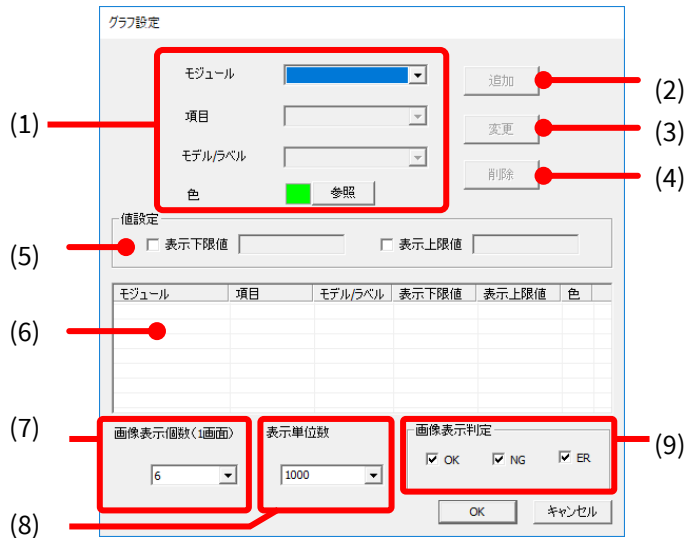 グラフ設定
モジュール
追加
(2)
(1)
項目
変更
(3)
モデル/ラベル
削除
(4)
色
参照
値設定
(5)
表示下限値
表示上限値
モジュール 項目 モデル/ラベル 表示下限値 表示上限値 色
(6)
(7)
画像表示個数(1画面)
表示単位数
画像表示判定
(9)
6
1000
OK NG ER
(8)
OK
キャンセル